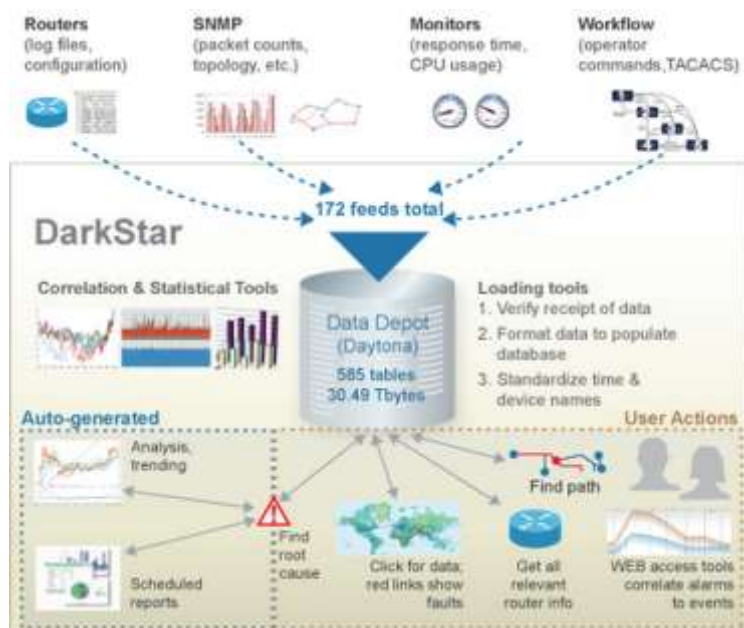 Routers
(log files,
configuration)
SNMP
(packet counts,
topology, etc.)
Monitors
(response time,
CPU usage)
Workflow
(operator
commands,TACACS)
172 feeds total
DarkStar
Correlation & Statistical Tools
Data Depot
(Daytona)
585 tables
30.49 Tbytes
Loading tools
1. Verify receipt of data
2. Format data to populate
database
3. Standardize time &
device names
Auto-generated
User Actions
Analysis,
trending
Scheduled
reports
Find
root
cause
Click for data;
red links show
faults
Find path
Get all
relevant
router info
WEB access tools
correlate alarms
to events